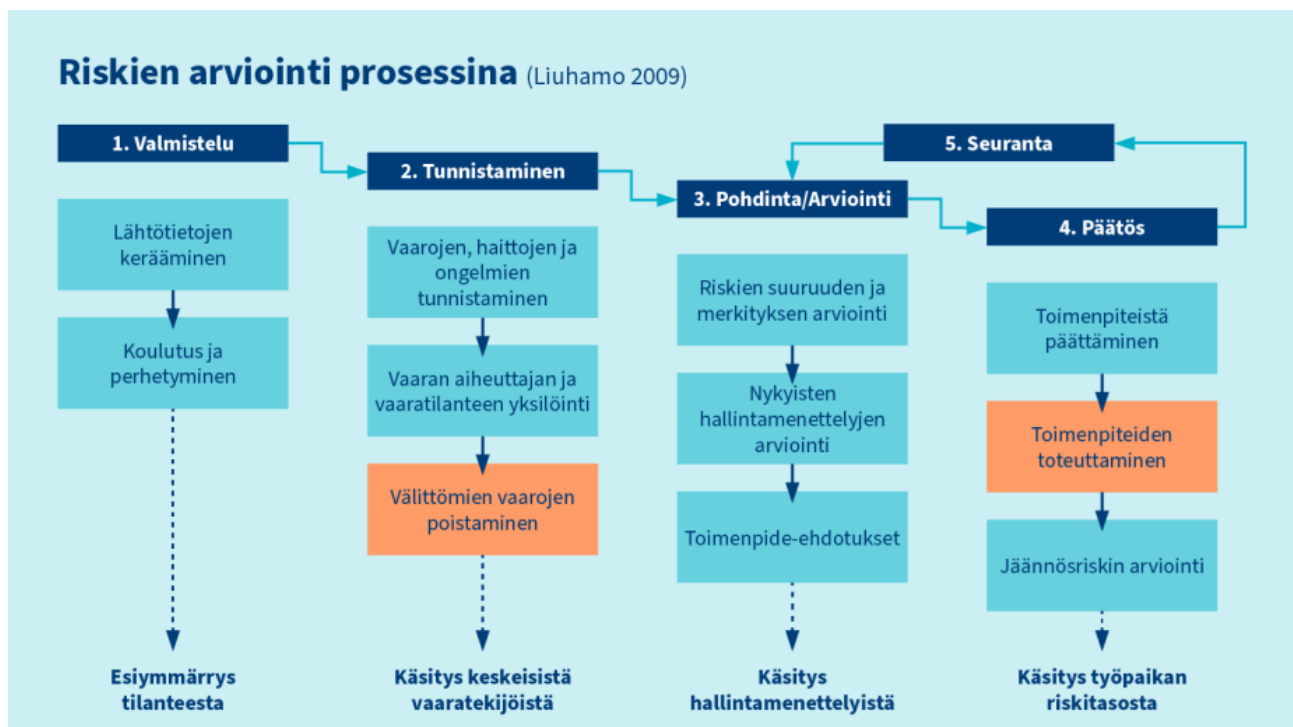 Riskien arviointi prosessina (Liuhamo 2009)
1. Valmistelu
Lähtötietojen
kerääminen
Koulutus ja
perhetyminen
Esiymmärrys
tilanteesta
2. Tunnistaminen
Vaarojen, haittojen ja
ongelmien
tunnistaminen
Vaaran aiheuttajan ja
vaaratilanteen yksilöinti
Välittömien vaarojen
poistaminen
Käsitys keskeisistä
vaaratekijöistä
3. Pohdinta/Arviointi
Riskien suuruuden ja
merkityksen arviointi
Nykyisten
hallintamenettelyjen
arviointi
Toimenpide-ehdotukset
Käsitys
hallintamenettelyistä
4. Päätös
Toimenpiteistä
päättäminen
Toimenpiteiden
toteuttaminen
Jäännösriskin arviointi
Käsitys työpaikan
riskitasosta
5. Seuranta